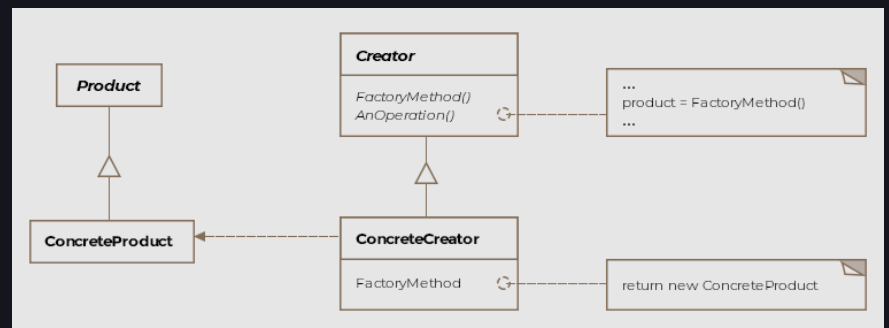 Product
ConcreteProduct
Creator
FactoryMethod()
AnOperation()
...
product = FactoryMethod()
...
ConcreteCreator
FactoryMethod
return new ConcreteProduct